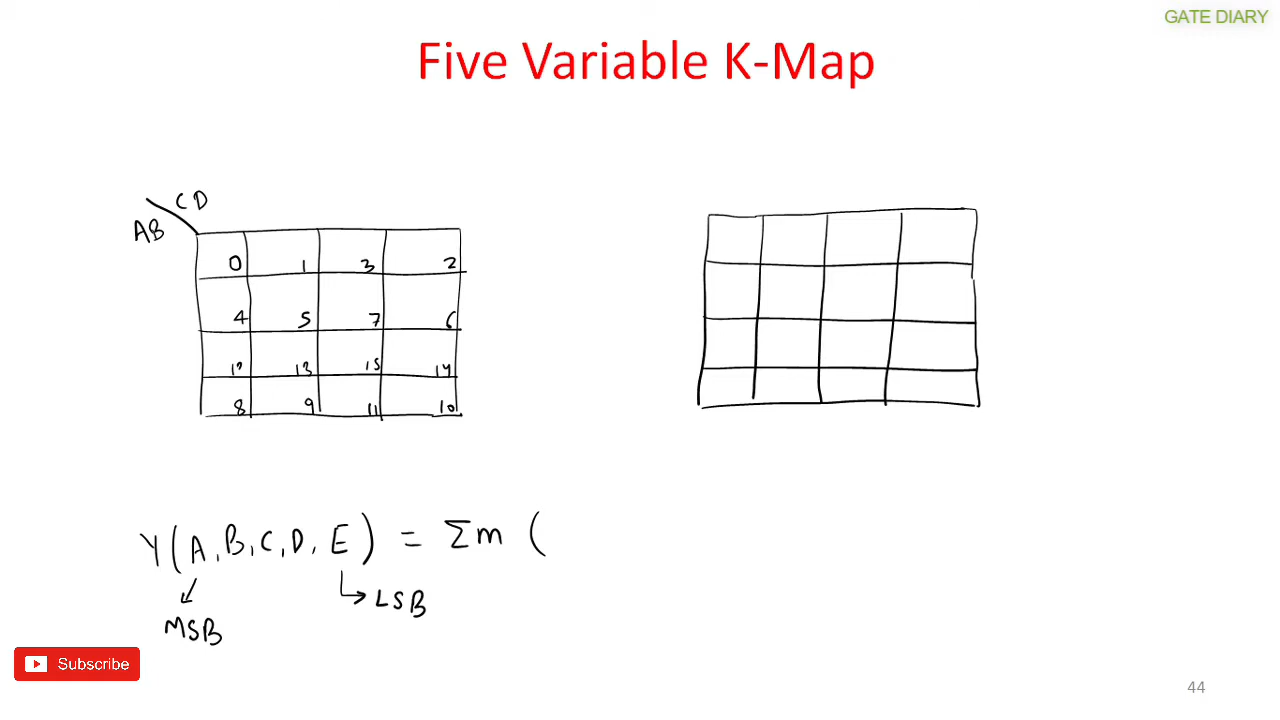 GATE DIARY
Five Variable K-Map
CD
AB
0 1 3 2
4 5 7 6
12 13 15 14
8 9 11 10
Y(A,B,C,D,E) = Σm (
LSB
MSB
Subscribe
44